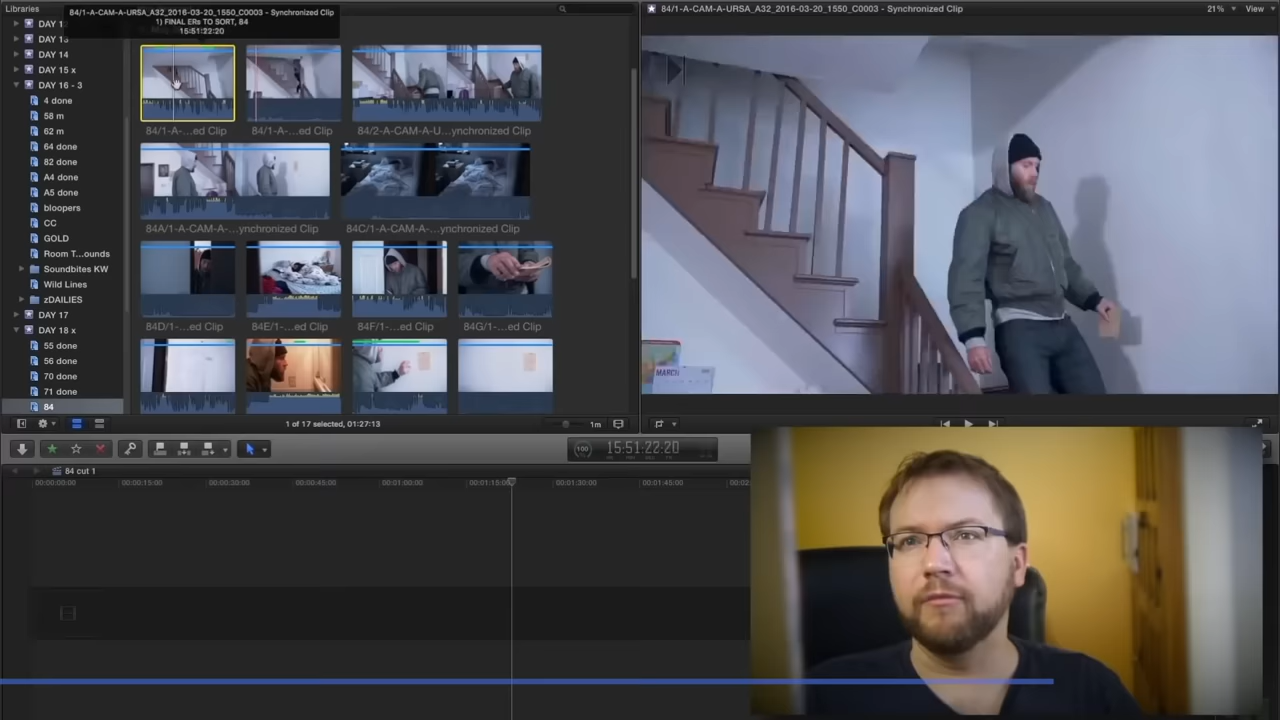 Libraries
84/1-A-CAM-A-URSA_A32_2016-03-20_1550_C0003 - Synchronized Clip
1) FINAL ERs TO SORT, 84
15:51:22:20
84/1-A-CAM-A-URSA_A32_2016-03-20_1550_C0003 - Synchronized Clip
21%
View
DAY 13
DAY 14
DAY 15 x
DAY 16 - 3
4 done
58 m
62 m
64 done
82 done
A4 done
A5 done
bloopers
CC
GOLD
Room T...ounds
Soundbites KW
Wild Lines
zDAILIES
DAY 17
DAY 18 x
55 done
56 done
70 done
71 done
84
84/1-A-...ed Clip
84/1-A-...ed Clip
84/2-A-CAM-A-U...ynchronized Clip
84A/1-A-CAM-A-...ynchronized Clip
84C/1-A-CAM-A-...ynchronized Clip
84D/1-...ed Clip
84E/1-...ed Clip
84F/1-...ed Clip
84G/1-...ed Clip
MARCH
1 of 17 selected, 01:27:13
1m
100
15:51:22:20
84 cut 1
00:00:00:00
00:00:15:00
00:00:30:00
00:00:45:00
00:01:00:00
00:01:15:00
00:01:30:00
00:01:45:00